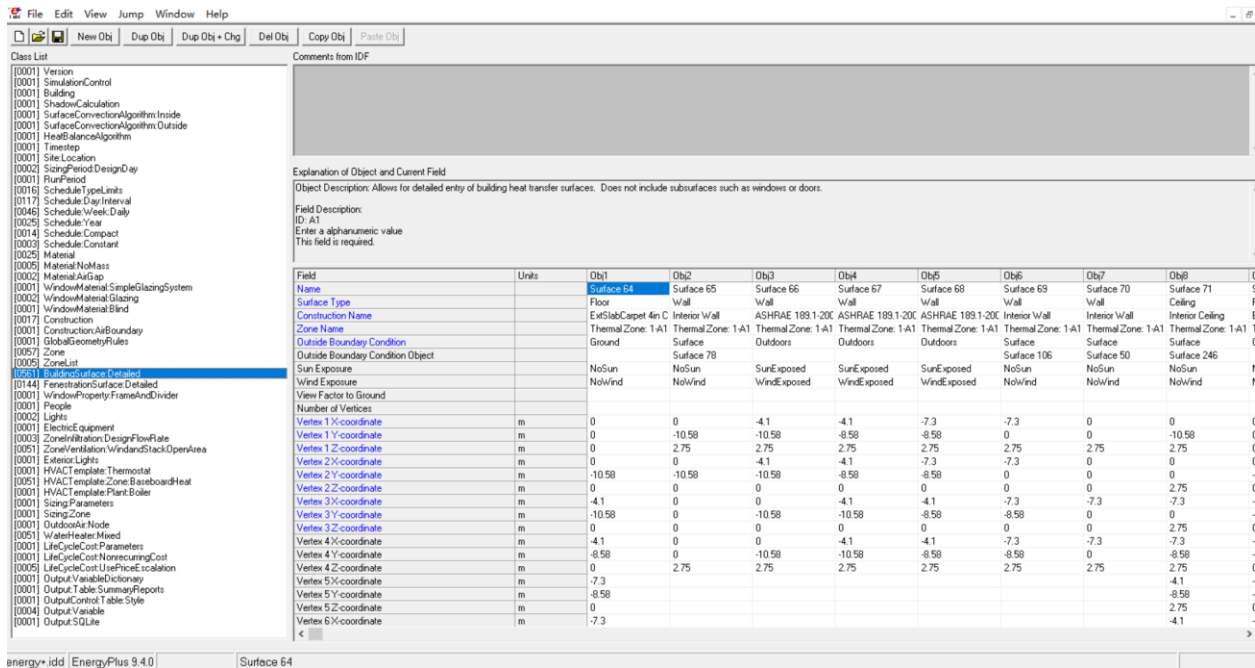 File Edit View Jump Window Help
New Obj Dup Obj Dup Obj + Chg Del Obj Copy Obj Paste Obj
Class List
[0001] Version
[0001] SimulationControl
[0001] Building
[0001] ShadowCalculation
[0001] SurfaceConvectionAlgorithm:Inside
[0001] SurfaceConvectionAlgorithm:Outside
[0001] HeatBalanceAlgorithm
[0001] Timestep
[0001] Site:Location
[0002] SizingPeriod:DesignDay
[0001] RunPeriod
[0016] ScheduleTypeLimits
[0117] Schedule:Day:Interval
[0046] Schedule:Week:Daily
[0025] Schedule:Year
[0014] Schedule:Compact
[0003] Schedule:Constant
[0025] Material
[0005] Material:NoMass
[0002] Material:AirGap
[0001] WindowMaterial:SimpleGlazingSystem
[0002] WindowMaterial:Glazing
[0001] WindowMaterial:Blind
[0017] Construction
[0001] Construction:AirBoundary
[0001] GlobalGeometryRules
[0057] Zone
[0005] ZoneList
[0561] BuildingSurface:Detailed
[0144] FenestrationSurface:Detailed
[0001] WindowProperty:FrameAndDivider
[0001] People
[0002] Lights
[0001] ElectricEquipment
[0003] ZoneInfiltration:DesignFlowRate
[0051] ZoneVentilation:WindandStackOpenArea
[0001] Exterior:Lights
[0001] HVACTemplate:Thermostat
[0051] HVACTemplate:Zone:BaseboardHeat
[0001] HVACTemplate:Plant:Boiler
[0001] Sizing:Parameters
[0001] Sizing:Zone
[0001] OutdoorAir:Node
[0051] WaterHeater:Mixed
[0001] LifeCycleCost:Parameters
[0001] LifeCycleCost:NonrecurringCost
[0005] LifeCycleCost:UsePriceEscalation
[0001] Output:VariableDictionary
[0001] Output:Table:SummaryReports
[0001] OutputControl:Table:Style
[0004] Output:Variable
[0001] Output:SQLite
Comments from IDF
Explanation of Object and Current Field
Object Description: Allows for detailed entry of building heat transfer surfaces. Does not include subsurfaces such as windows or doors.
Field Description:
ID: A1
Enter a alphanumeric value
This field is required.
Field Units Obj1 Obj2 Obj3 Obj4 Obj5 Obj6 Obj7 Obj8
Name Surface 64 Surface 65 Surface 66 Surface 67 Surface 68 Surface 69 Surface 70 Surface 71
Surface Type Floor Wall Wall Wall Wall Wall Wall Ceiling
Construction Name ExtSlabCarpet 4in C Interior Wall ASHRAE 189.1-200 ASHRAE 189.1-200 ASHRAE 189.1-200 Interior Wall Interior Wall Interior Ceiling
Zone Name Thermal Zone: 1-A1 Thermal Zone: 1-A1 Thermal Zone: 1-A1 Thermal Zone: 1-A1 Thermal Zone: 1-A1 Thermal Zone: 1-A1 Thermal Zone: 1-A1 Thermal Zone: 1-A1
Outside Boundary Condition Ground Surface Outdoors Outdoors Outdoors Surface Surface Surface
Outside Boundary Condition Object Surface 78 Surface 106 Surface 50 Surface 246
Sun Exposure NoSun NoSun SunExposed SunExposed SunExposed NoSun NoSun NoSun
Wind Exposure NoWind NoWind WindExposed WindExposed WindExposed NoWind NoWind NoWind
View Factor to Ground
Number of Vertices
Vertex 1 X-coordinate m 0 0 -4.1 -4.1 -7.3 -7.3 0 0
Vertex 1 Y-coordinate m 0 -10.58 -10.58 -8.58 -8.58 0 0 -10.58
Vertex 1 Z-coordinate m 0 2.75 2.75 2.75 2.75 2.75 2.75 2.75
Vertex 2 X-coordinate m 0 0 -4.1 -4.1 -7.3 -7.3 0 0
Vertex 2 Y-coordinate m -10.58 -10.58 -10.58 -8.58 -8.58 0 0 0
Vertex 2 Z-coordinate m 0 0 0 0 0 0 0 2.75
Vertex 3 X-coordinate m -4.1 0 0 -4.1 -4.1 -7.3 -7.3 -7.3
Vertex 3 Y-coordinate m -10.58 0 -10.58 -10.58 -8.58 -8.58 0 0
Vertex 3 Z-coordinate m 0 0 0 0 0 0 0 2.75
Vertex 4 X-coordinate m -4.1 0 0 -4.1 -4.1 -7.3 -7.3 -7.3
Vertex 4 Y-coordinate m -8.58 0 -10.58 -10.58 -8.58 -8.58 0 -8.58
Vertex 4 Z-coordinate m 0 2.75 2.75 2.75 2.75 2.75 2.75 2.75
Vertex 5 X-coordinate m -7.3 -4.1
Vertex 5 Y-coordinate m -8.58 -8.58
Vertex 5 Z-coordinate m 0 2.75
Vertex 6 X-coordinate m -7.3 -4.1
energy+.idd EnergyPlus 9.4.0 Surface 64